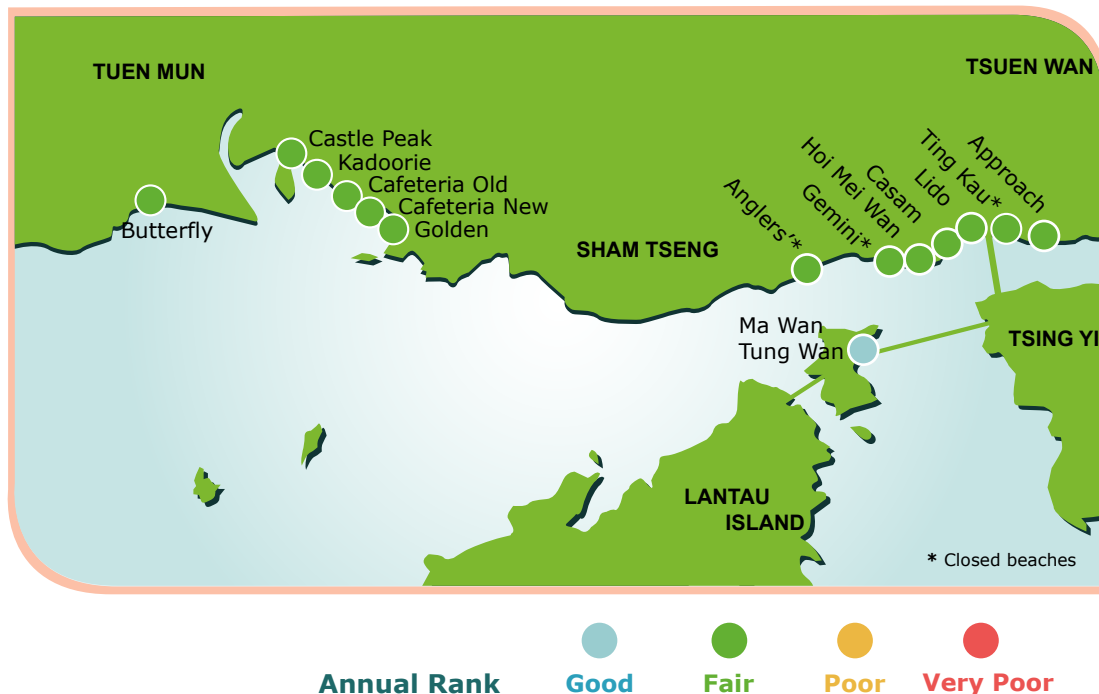 TUEN MUN
TSUEN WAN
Castle Peak
Kadoorie
Cafeteria Old
Cafeteria New
Golden
Butterfly
SHAM TSENG
Anglers'*
Gemini*
Hoi Mei Wan
Casam
Lido
Ting Kau*
Approach
Ma Wan
Tung Wan
TSING YI
LANTAU
ISLAND
* Closed beaches
Annual Rank
Good
Fair
Poor
Very Poor